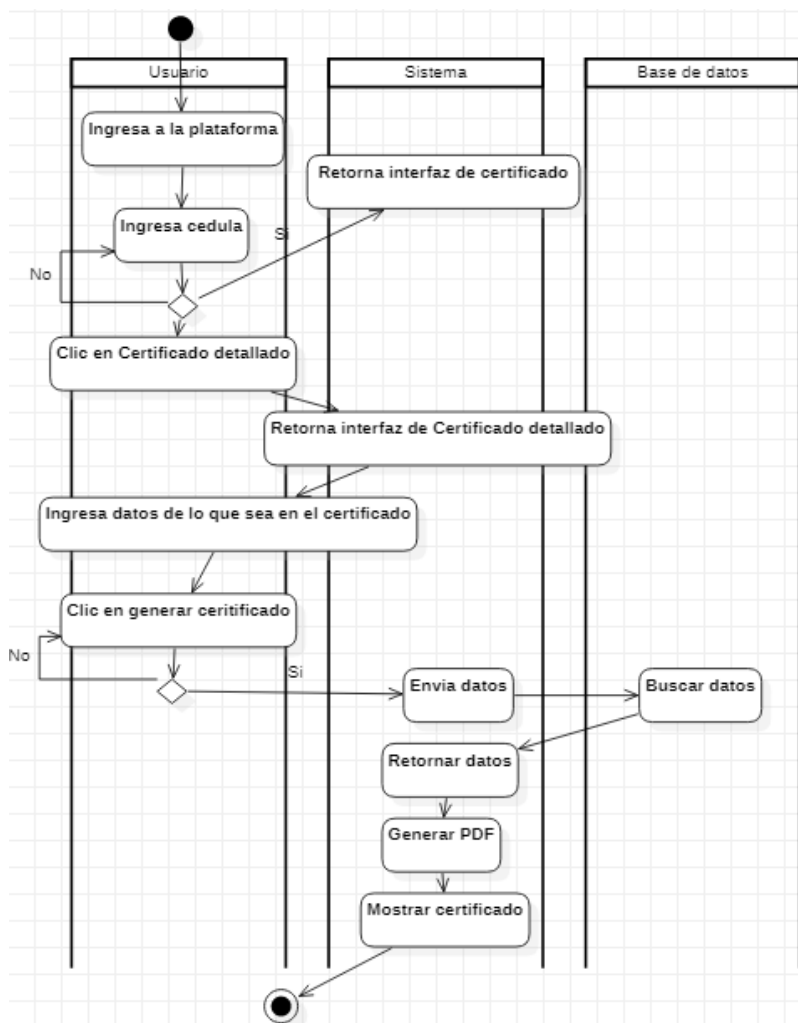 Usuario
Sistema
Base de datos
Ingresa a la plataforma
Retorna interfaz de certificado
Ingresa cedula
Si
No
Clic en Certificado detallado
Retorna interfaz de Certificado detallado
Ingresa datos de lo que sea en el certificado
Clic en generar ceritificado
No
Si
Envia datos
Buscar datos
Retornar datos
Generar PDF
Mostrar certificado